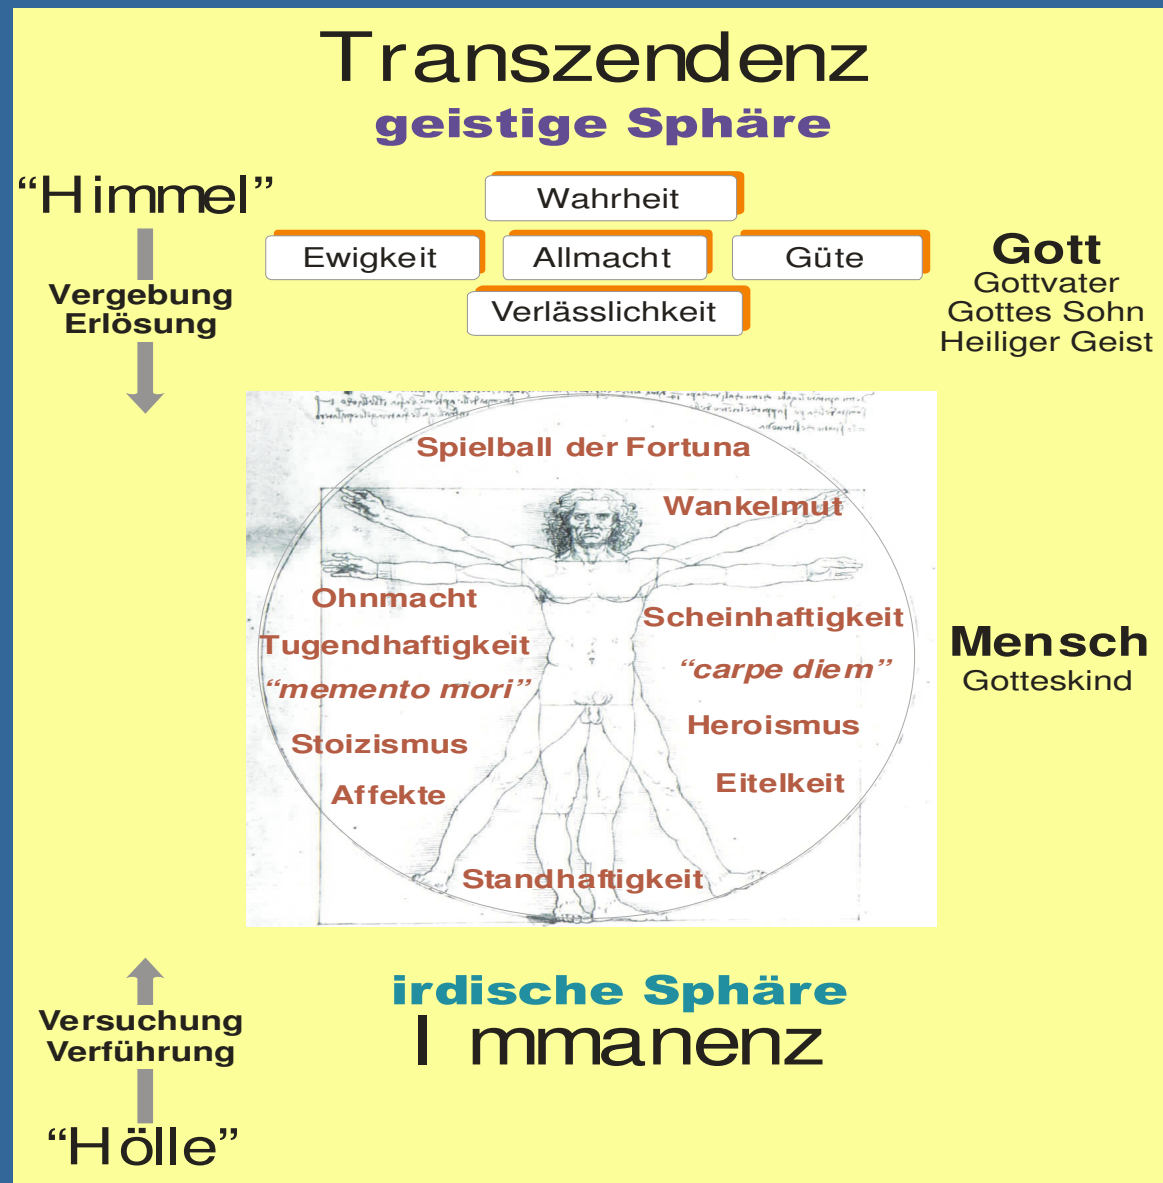 Transzendenz
geistige Sphäre
“Himmel”
Vergebung
Erlösung
Wahrheit
Ewigkeit
Allmacht
Güte
Verlässlichkeit
Gott
Gottvater
Gottes Sohn
Heiliger Geist
Spielball der Fortuna
Wankelmut
Ohnmacht
Scheinhaftigkeit
Tugendhaftigkeit
“carpe diem”
“memento mori”
Heroismus
Stoizismus
Eitelkeit
Affekte
Standhaftigkeit
Mensch
Gotteskind
irdische Sphäre
Immanenz
Versuchung
Verführung
“Hölle”